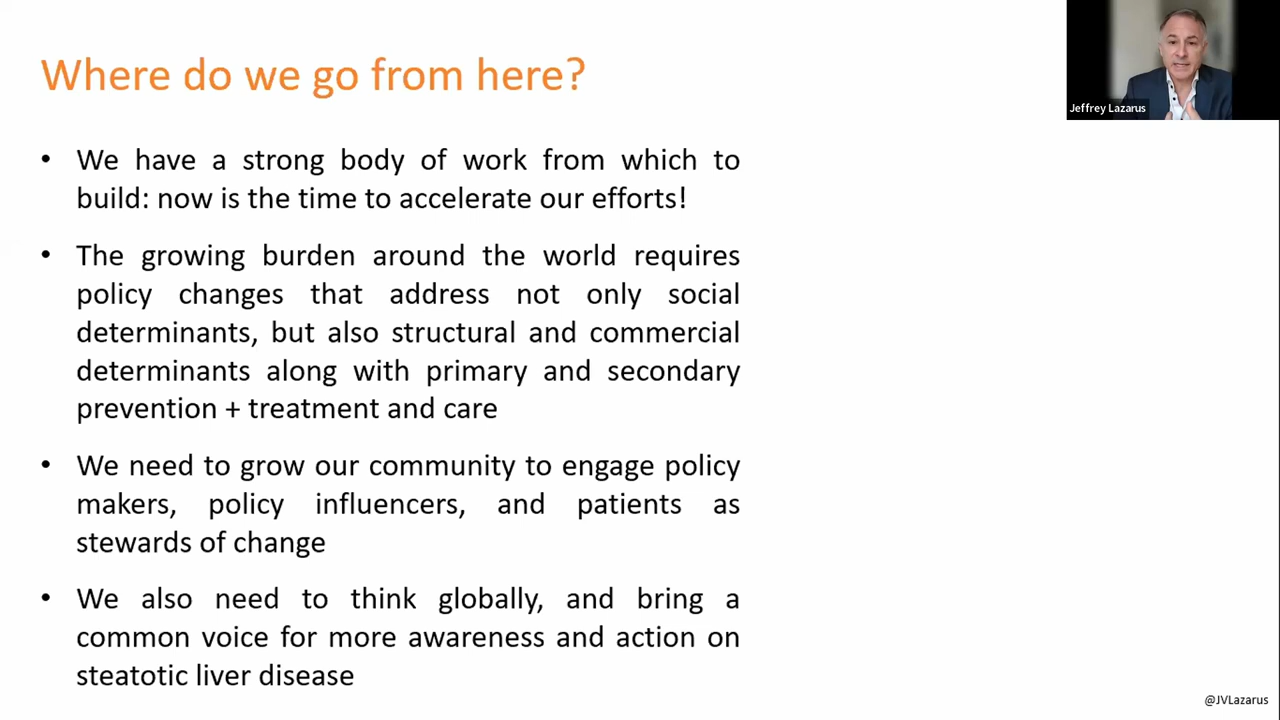 Where do we go from here?
Jeffrey Lazarus
• We have a strong body of work from which to
build: now is the time to accelerate our efforts!
• The growing burden around the world requires
policy changes that address not only social
determinants, but also structural and commercial
determinants along with primary and secondary
prevention + treatment and care
• We need to grow our community to engage policy
makers, policy influencers, and patients as
stewards of change
• We also need to think globally, and bring a
common voice for more awareness and action on
steatotic liver disease
@JVLazarus